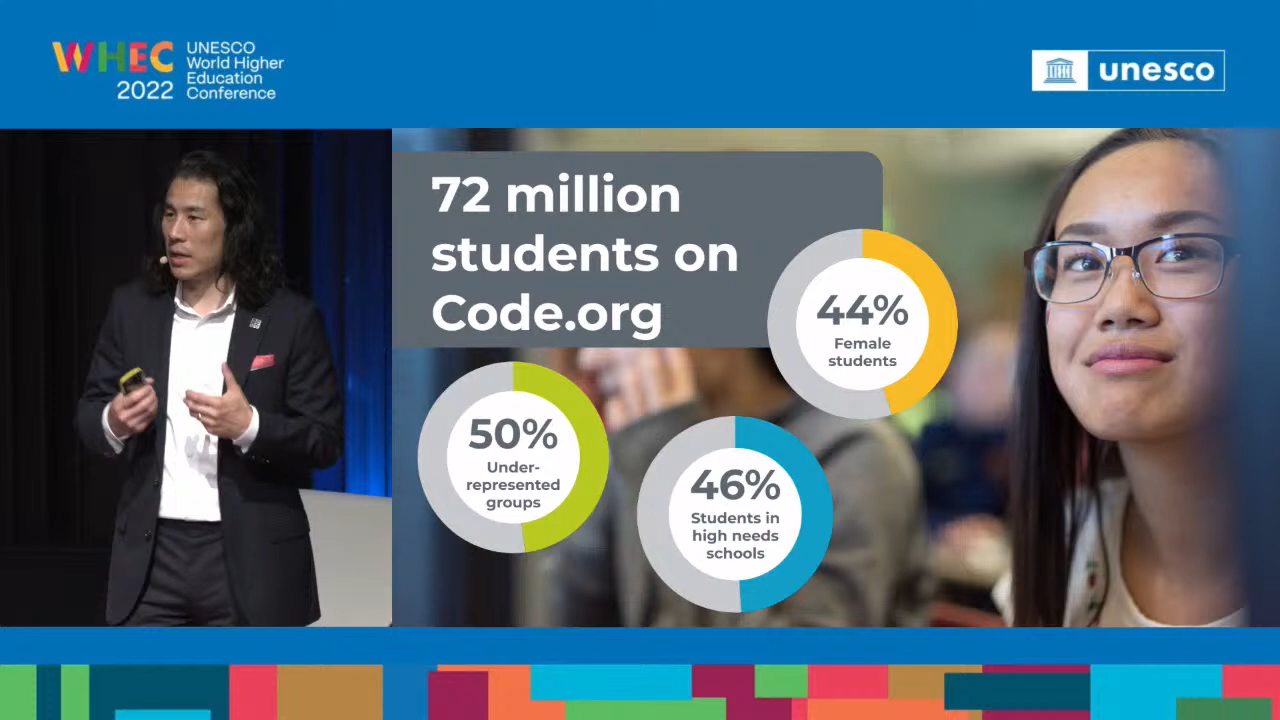 WHEC
2022
UNESCO
World Higher
Education
Conference
unesco
72 million
students on
Code.org
44%
Female
students
50%
Under-
represented
groups
46%
Students in
high needs
schools